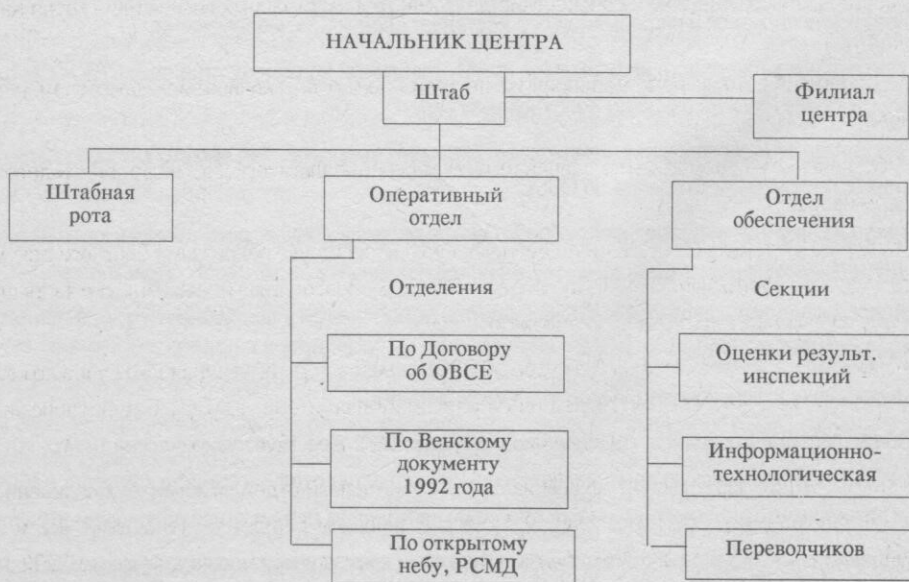 НАЧАЛЬНИК ЦЕНТРА
Штаб
Филиал
центра
Штабная
рота
Оперативный
отдел
Отдел
обеспечения
Отделения
Секции
По Договору
об ОВСЕ
Оценки результ.
инспекций
По Венскому
документу
1992 года
Информационно-
технологическая
По открытому
небу, РСМД
Переводчиков